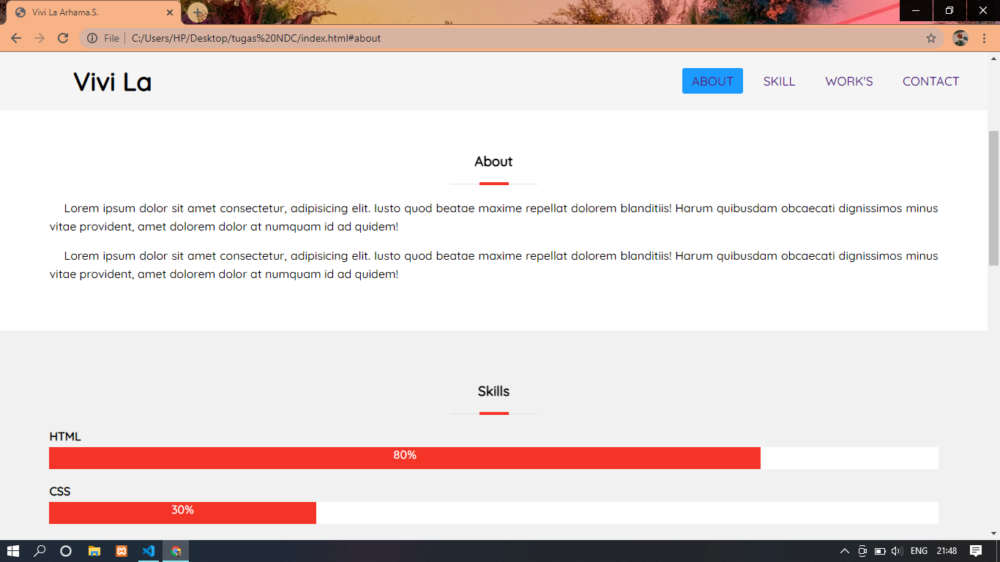 Vivi La Arhama.S.
File C:/Users/HP/Desktop/tugas%20NDC/index.html#about
Vivi La
ABOUT SKILL WORK'S CONTACT
About
Lorem ipsum dolor sit amet consectetur, adipisicing elit. Iusto quod beatae maxime repellat dolorem blanditiis! Harum quibusdam obcaecati dignissimos minus
vitae provident, amet dolorem dolor at numquam id ad quidem!
Lorem ipsum dolor sit amet consectetur, adipisicing elit. Iusto quod beatae maxime repellat dolorem blanditiis! Harum quibusdam obcaecati dignissimos minus
vitae provident, amet dolorem dolor at numquam id ad quidem!
Skills
HTML
80%
CSS
30%
ENG 21:48